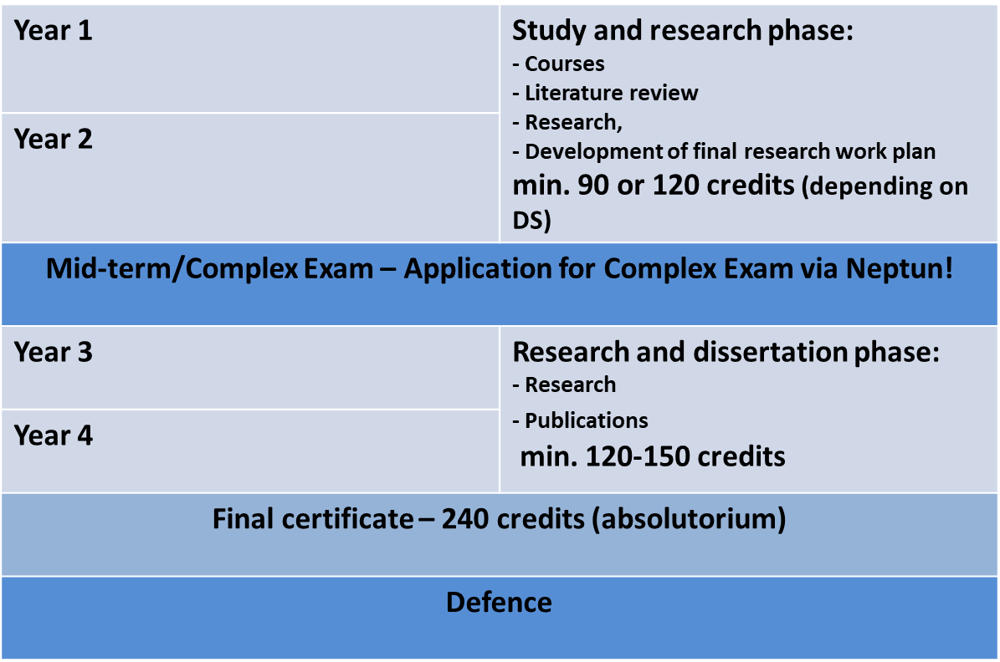 Year 1
Study and research phase:
- Courses
- Literature review
- Research,
- Development of final research work plan
min. 90 or 120 credits (depending on
DS)
Year 2
Mid-term/Complex Exam – Application for Complex Exam via Neptun!
Year 3
Research and dissertation phase:
- Research
- Publications
min. 120-150 credits
Year 4
Final certificate – 240 credits (absolutorium)
Defence